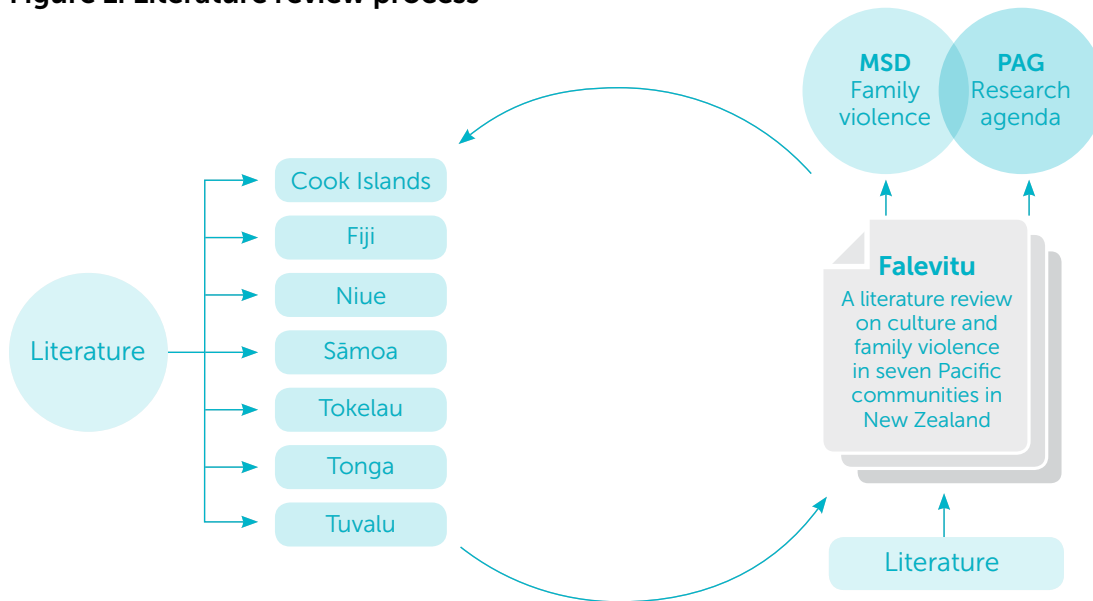 Literature
Cook Islands
Fiji
Niue
Sāmoa
Tokelau
Tonga
Tuvalu
MSD
Family
violence
PAG
Research
agenda
Falevitu
A literature review
on culture and
family violence
in seven Pacific
communities in
New Zealand
Literature